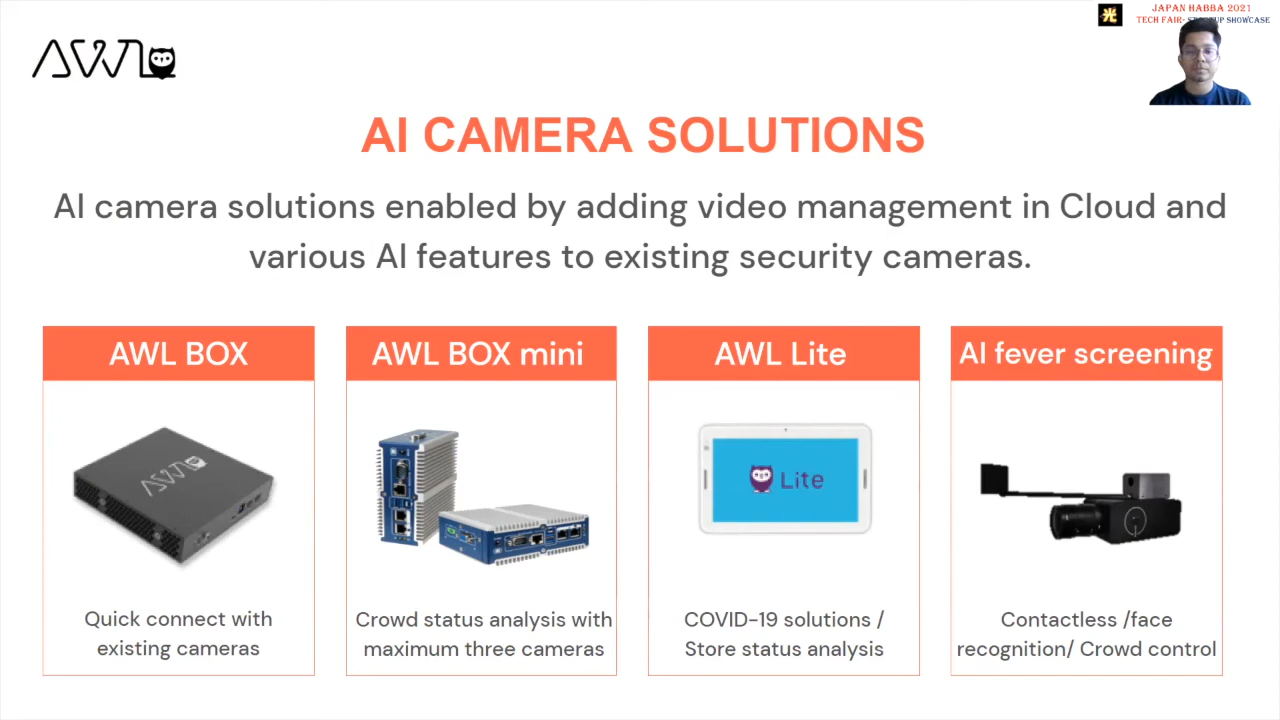 JAPAN HABBA 2021
光
TECH FAIR- STARTUP SHOWCASE
AWL
AI CAMERA SOLUTIONS
AI camera solutions enabled by adding video management in Cloud and
various AI features to existing security cameras.
AWL BOX
AWL
Quick connect with
existing cameras
AWL BOX mini
Crowd status analysis with
maximum three cameras
AWL Lite
Lite
COVID-19 solutions /
Store status analysis
AI fever screening
Contactless /face
recognition/ Crowd control